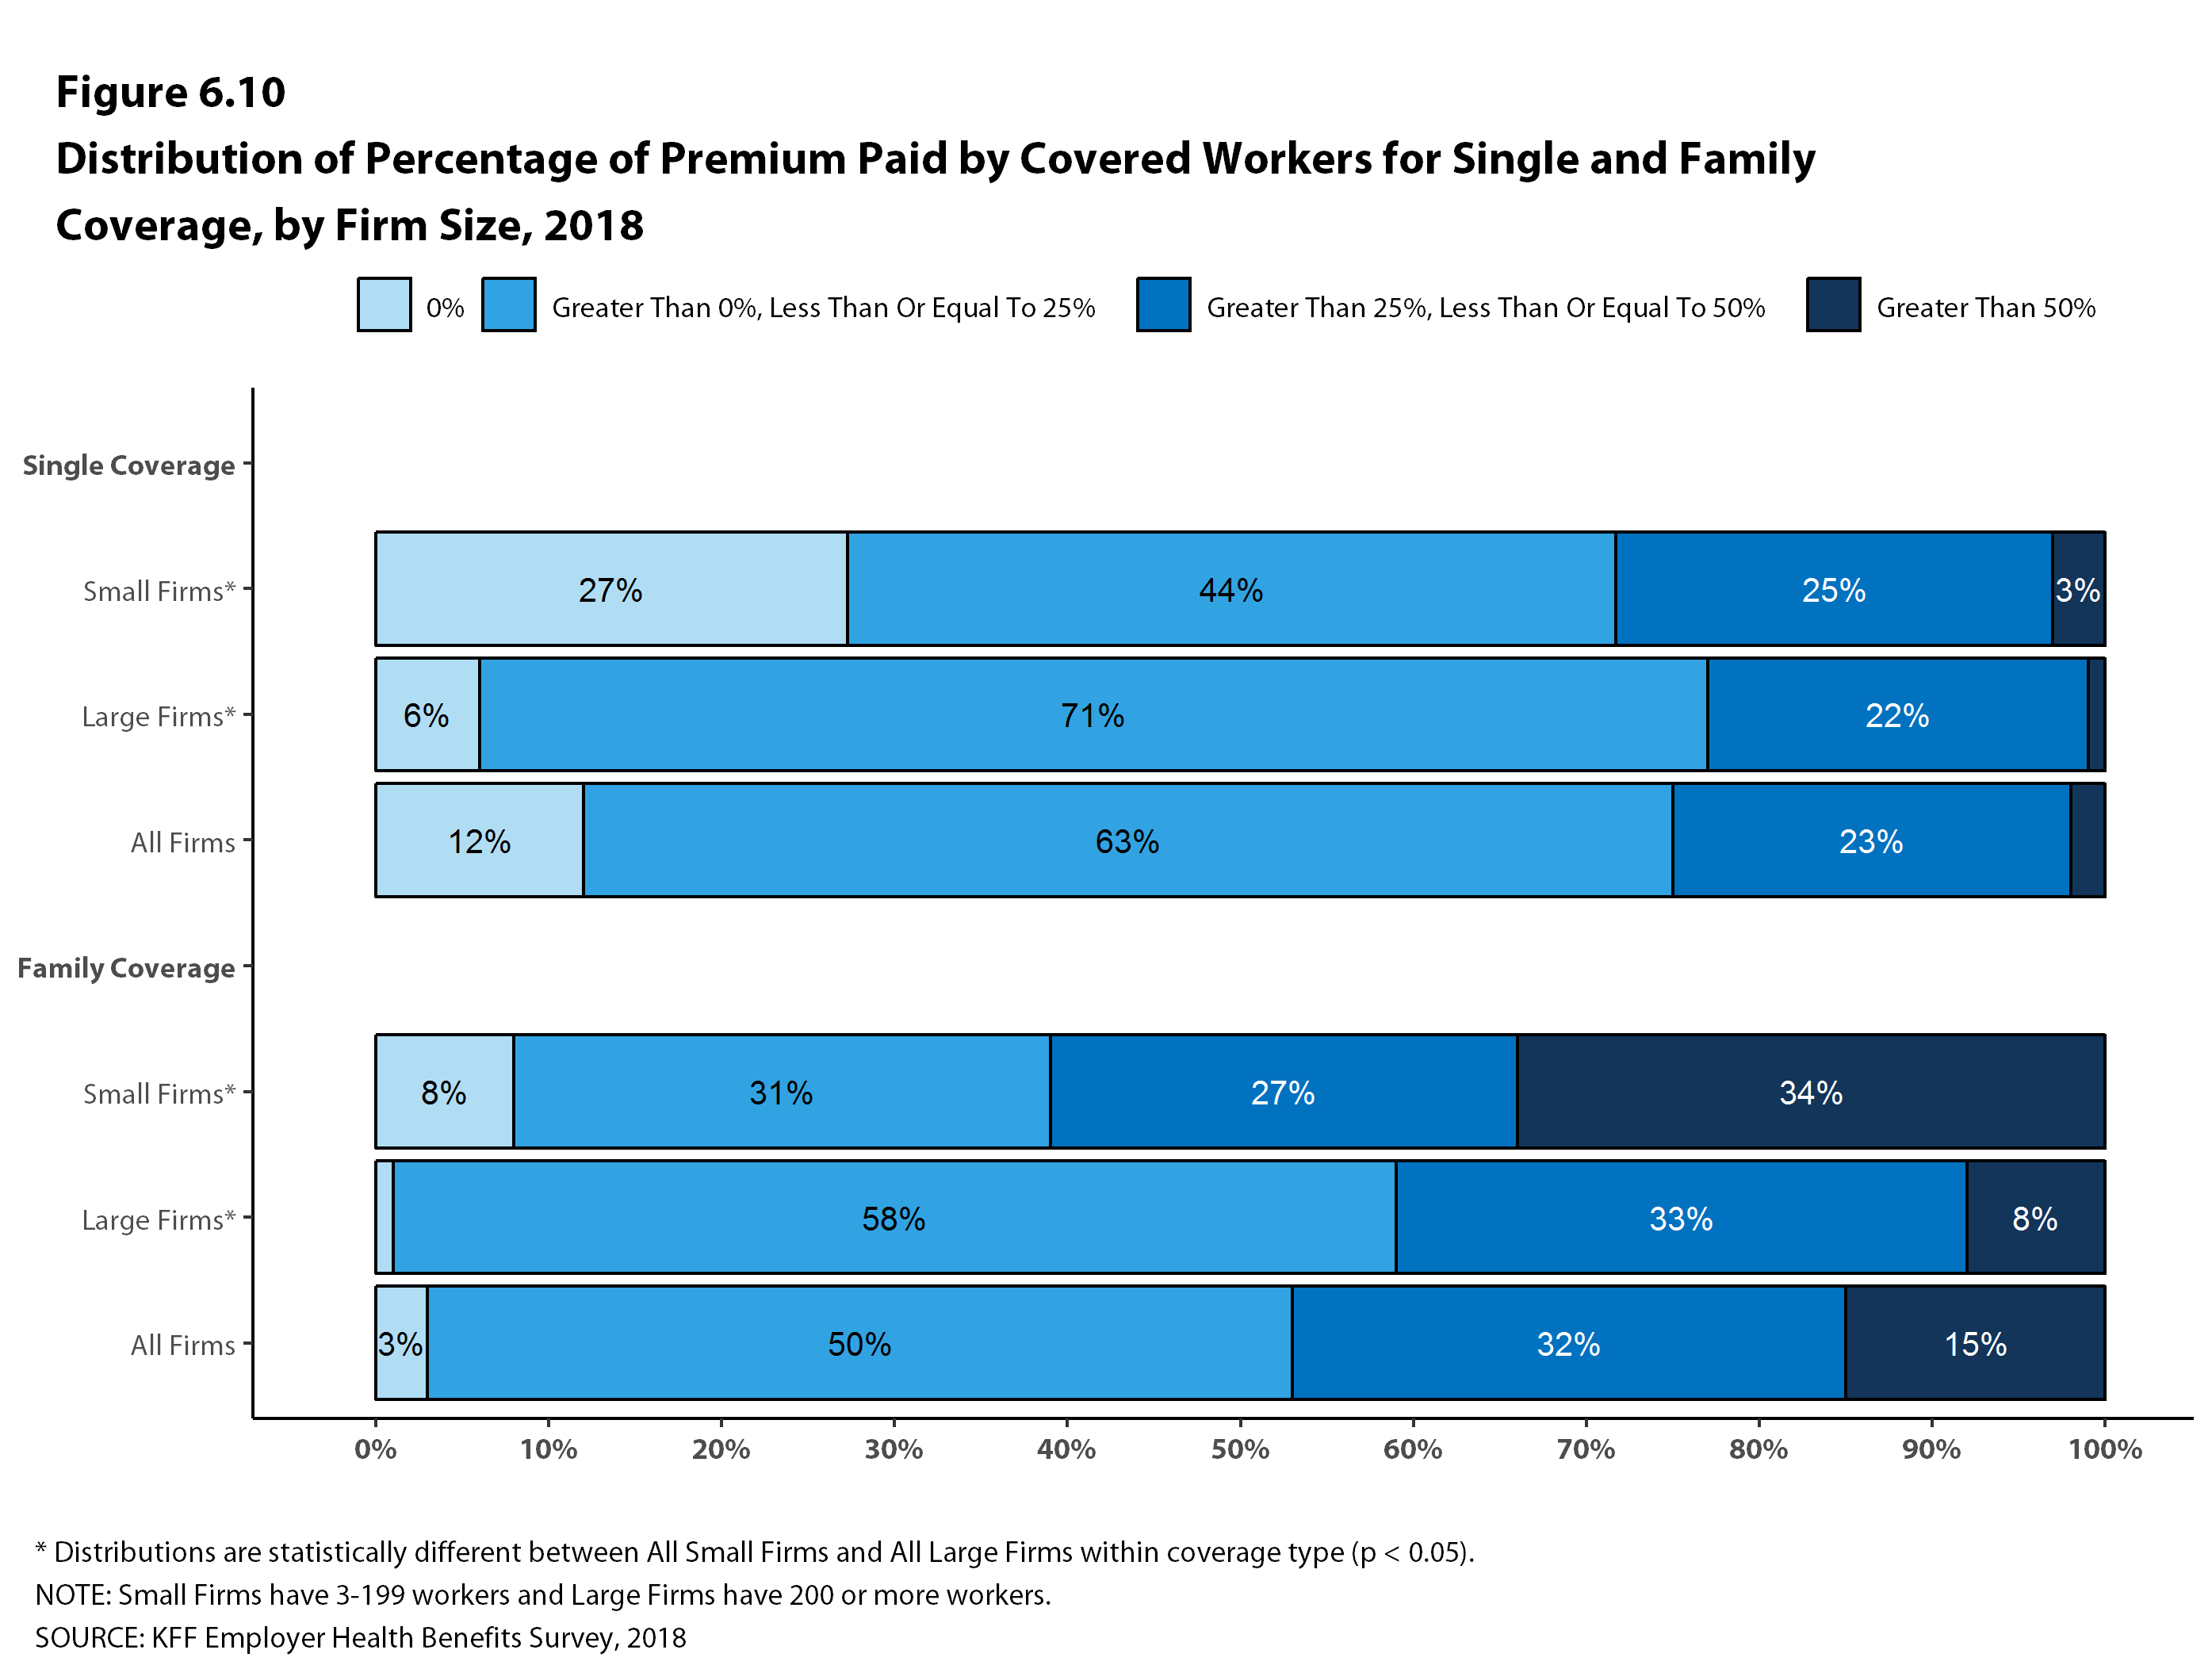 Figure 6.10
Distribution of Percentage of Premium Paid by Covered Workers for Single and Family
Coverage, by Firm Size, 2018
0% Greater Than 0%, Less Than Or Equal To 25% Greater Than 25%, Less Than Or Equal To 50% Greater Than 50%
Single Coverage
Small Firms* 27% 44% 25% 3%
Large Firms* 6% 71% 22%
All Firms 12% 63% 23%
Family Coverage
Small Firms* 8% 31% 27% 34%
Large Firms* 58% 33% 8%
All Firms 3% 50% 32% 15%
0% 10% 20% 30% 40% 50% 60% 70% 80% 90% 100%
* Distributions are statistically different between All Small Firms and All Large Firms within coverage type (p < 0.05).
NOTE: Small Firms have 3-199 workers and Large Firms have 200 or more workers.
SOURCE: KFF Employer Health Benefits Survey, 2018